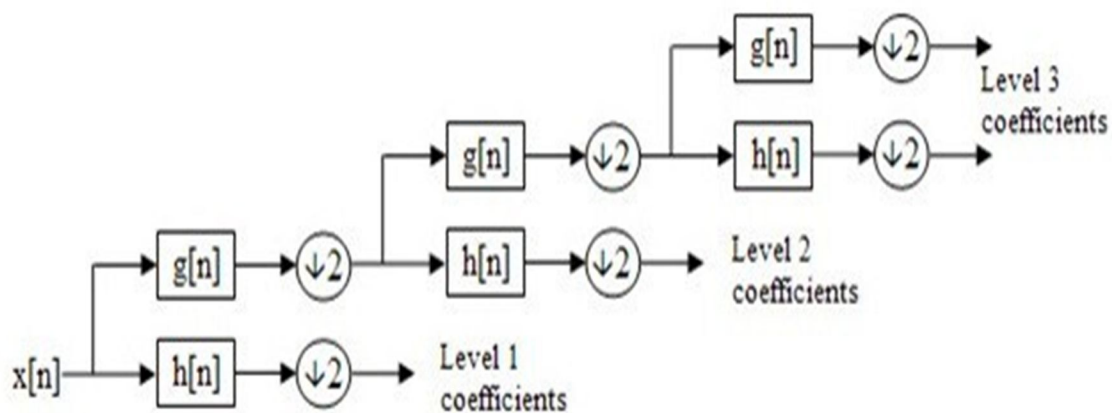 g[n] ↓2
Level 3
coefficients
g[n] ↓2 h[n] ↓2
g[n] ↓2 h[n] ↓2
Level 2
coefficients
x[n] h[n] ↓2
Level 1
coefficients